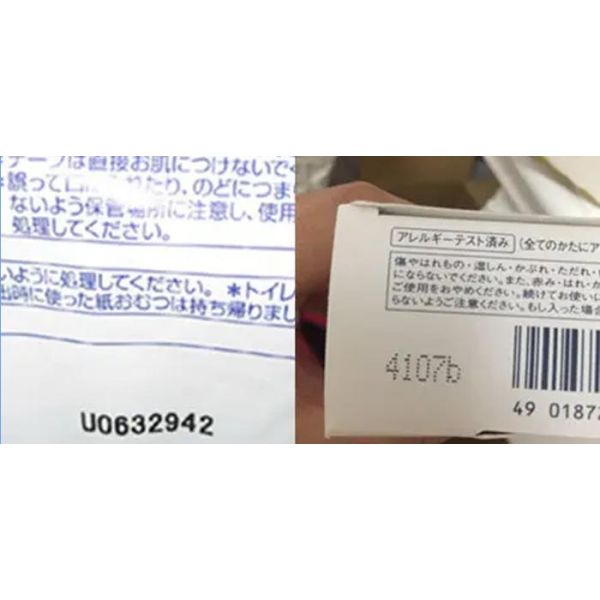 テープは直接お肌につけないでく
誤って口に入れたり、のどにつま
ないよう保管場所に注意し、使用
処理してください。
いように処理してください。 *トイレ
出時に使った紙おむつは持ち帰りまし
U0632942
アレルギーテスト済み (全てのかたにア
傷やはれもの・湿しん・かぶれ・ただれ・
にならないでください。また、赤み・はれ・か
ご使用をおやめください。続けてお使いに
らないようご注意ください。もし入った場合
4107b
49 01872